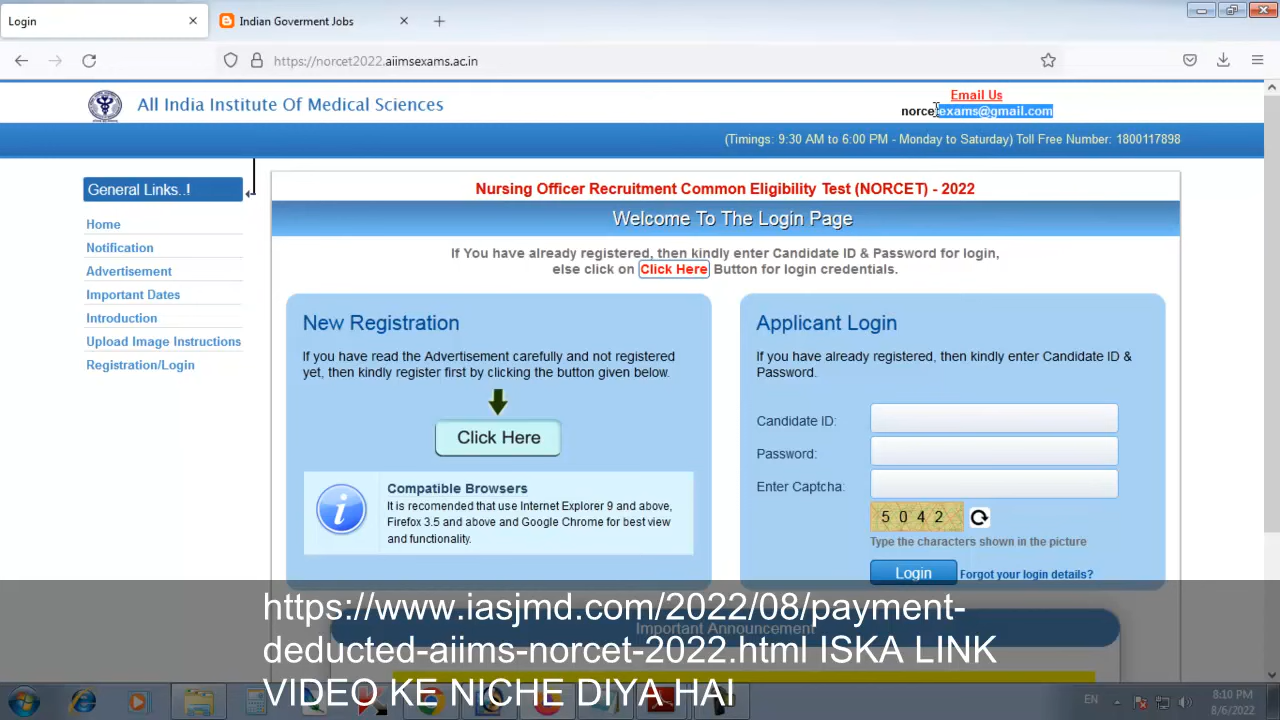 Login
Indian Goverment Jobs
https://norcet2022.aiimsexams.ac.in
All India Institute Of Medical Sciences
Email Us
norcetexams@gmail.com
(Timings: 9:30 AM to 6:00 PM - Monday to Saturday) Toll Free Number: 1800117898
General Links..!
Home
Notification
Advertisement
Important Dates
Introduction
Upload Image Instructions
Registration/Login
Nursing Officer Recruitment Common Eligibility Test (NORCET) - 2022
Welcome To The Login Page
If You have already registered, then kindly enter Candidate ID & Password for login,
else click on Click Here Button for login credentials.
New Registration
If you have read the Advertisement carefully and not registered
yet, then kindly register first by clicking the button given below.
Click Here
Compatible Browsers
It is recomended that use Internet Explorer 9 and above,
Firefox 3.5 and above and Google Chrome for best view
and functionality.
Applicant Login
If you have already registered, then kindly enter Candidate ID &
Password.
Candidate ID:
Password:
Enter Captcha:
5042
Type the characters shown in the picture
Login Forgot your login details?
Important Announcement
https://www.iasjmd.com/2022/08/payment-
deducted-aiims-norcet-2022.html ISKA LINK
VIDEO KE NICHE DIYA HAI
EN
8:10 PM
8/6/2022